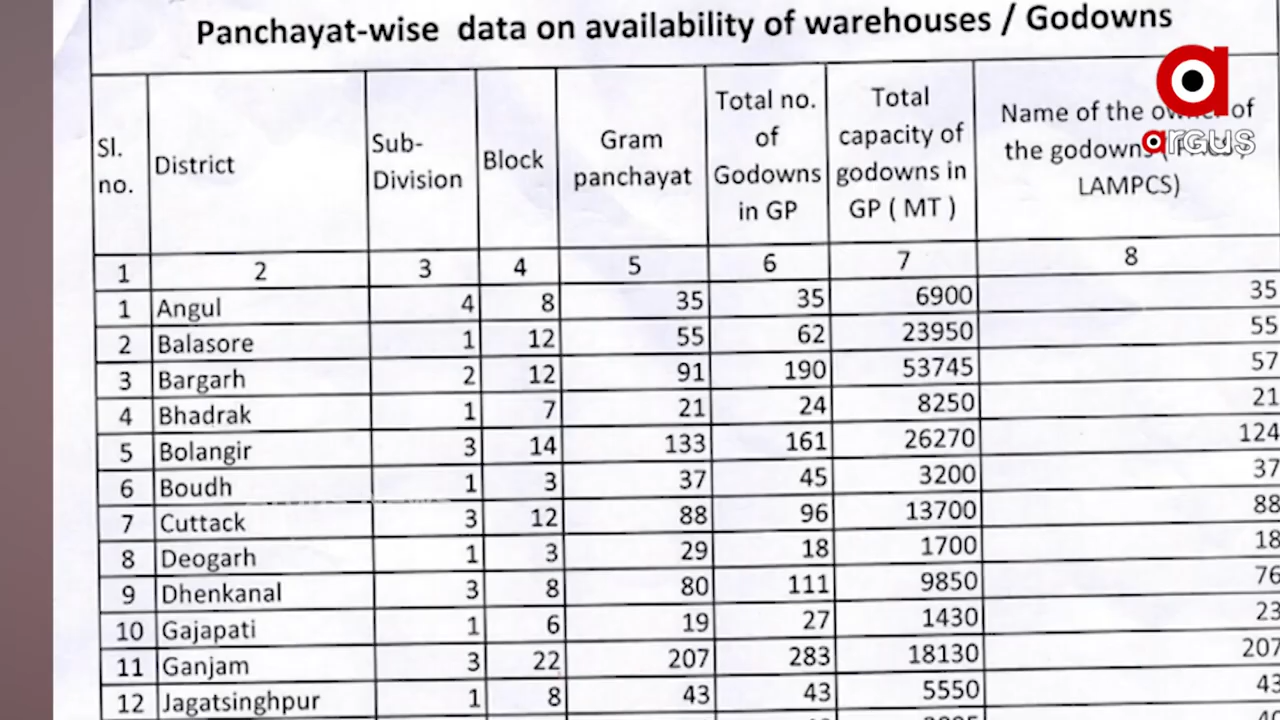 Panchayat-wise data on availability of warehouses / Godowns
Sl. no. District Sub-Division Block Gram panchayat Total no. of Godowns in GP Total capacity of godowns in GP ( MT ) Name of the of the godowns LAMPCS)
argus
1 2 3 4 5 6 7 8
1 Angul 4 8 35 35 6900 35
2 Balasore 1 12 55 62 23950 55
3 Bargarh 2 12 91 190 53745 57
4 Bhadrak 1 7 21 24 8250 21
5 Bolangir 3 14 133 161 26270 124
6 Boudh 1 3 37 45 3200 37
7 Cuttack 3 12 88 96 13700 88
8 Deogarh 1 3 29 18 1700 18
9 Dhenkanal 3 8 80 111 9850 76
10 Gajapati 1 6 19 27 1430 23
11 Ganjam 3 22 207 283 18130 207
12 Jagatsinghpur 1 8 43 43 5550 43